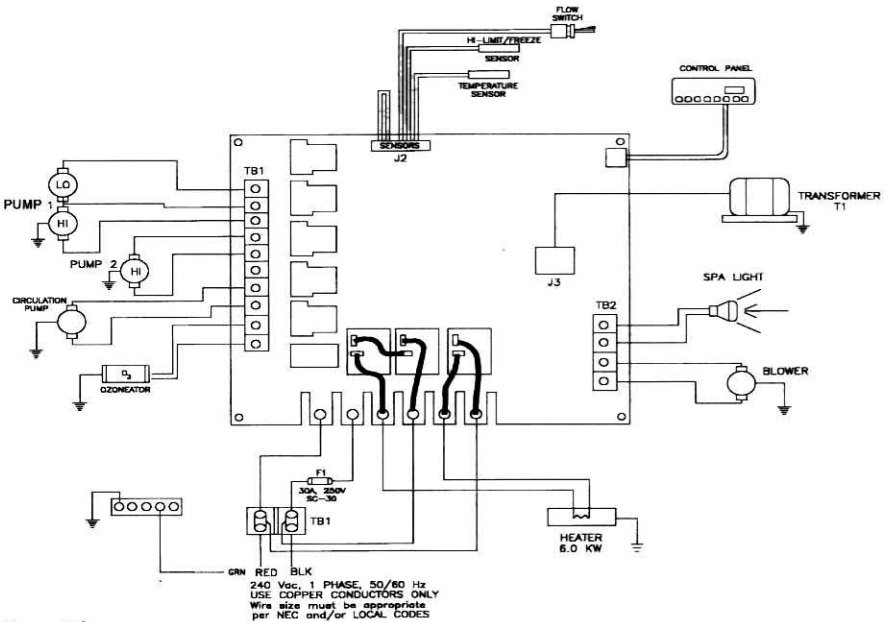 FLOW
SWITCH
HI-LIMIT/FREEZE
SENSOR
TEMPERATURE
SENSOR
CONTROL PANEL
SENSORS
J2
TB1
LO
PUMP 1
HI
PUMP 2
HI
CIRCULATION
PUMP
O3
OZONEATOR
TRANSFORMER
T1
J3
SPA LIGHT
TB2
BLOWER
F1
30A, 250V
SC-30
TB1
HEATER
6.0 KW
GRN RED BLK
240 Vac, 1 PHASE, 50/60 Hz
USE COPPER CONDUCTORS ONLY
Wire size must be appropriate
per NEC and/or LOCAL CODES